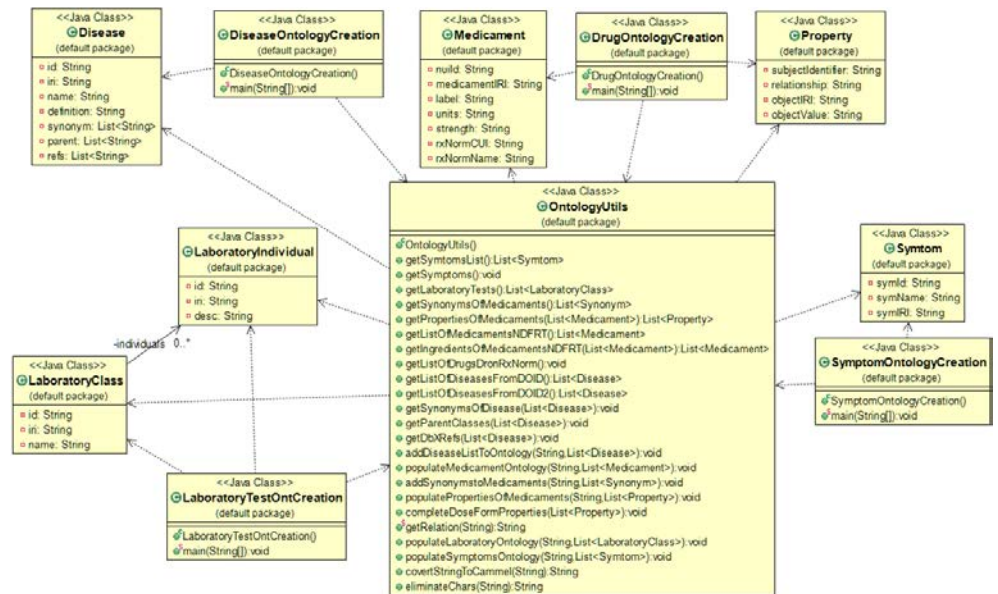 <<Java Class>>
Disease
(default package)
id: String
iri: String
name: String
definition: String
synonym: List<String>
parent: List<String>
refs: List<String>
<<Java Class>>
DiseaseOntologyCreation
(default package)
DiseaseOntologyCreation()
main(String[]):void
<<Java Class>>
Medicament
(default package)
nuiId: String
medicamentIRI: String
label: String
units: String
strength: String
rxNormCUI: String
rxNormName: String
<<Java Class>>
DrugOntologyCreation
(default package)
DrugOntologyCreation()
main(String[]):void
<<Java Class>>
Property
(default package)
subjectIdentifier: String
relationship: String
objectIRI: String
objectValue: String
<<Java Class>>
LaboratoryIndividual
(default package)
id: String
iri: String
desc: String
-individuals 0..*
<<Java Class>>
LaboratoryClass
(default package)
id: String
iri: String
name: String
<<Java Class>>
LaboratoryTestOntCreation
(default package)
LaboratoryTestOntCreation()
main(String[]):void
<<Java Class>>
OntologyUtils
(default package)
OntologyUtils()
getSymtomsList():List<Symtom>
getSymptoms():void
getLaboratoryTests():List<LaboratoryClass>
getSynonymsOfMedicaments():List<Synonym>
getPropertiesOfMedicaments(List<Medicament>):List<Property>
getListOfMedicamentsNDFRT():List<Medicament>
getIngredientsOfMedicamentsNDFRT(List<Medicament>):List<Medicament>
getListOfDrugsDronRxNorm():void
getListOfDiseasesFromDOID():List<Disease>
getListOfDiseasesFromDOID2():List<Disease>
getSynonymsOfDisease(List<Disease>):void
getParentClasses(List<Disease>):void
getDbXRefs(List<Disease>):void
addDiseaseListToOntology(String,List<Disease>):void
populateMedicamentOntology(String,List<Medicament>):void
addSynonymstoMedicaments(String,List<Synonym>):void
populatePropertiesOfMedicaments(String,List<Property>):void
completeDoseFormProperties(List<Property>):void
getRelation(String):String
populateLaboratoryOntology(String,List<LaboratoryClass>):void
populateSymptomsOntology(String,List<Symtom>):void
covertStringToCammel(String):String
eliminateChars(String):String
<<Java Class>>
Symtom
(default package)
symId: String
symName: String
symIRI: String
<<Java Class>>
SymptomOntologyCreation
(default package)
SymptomOntologyCreation()
main(String[]):void